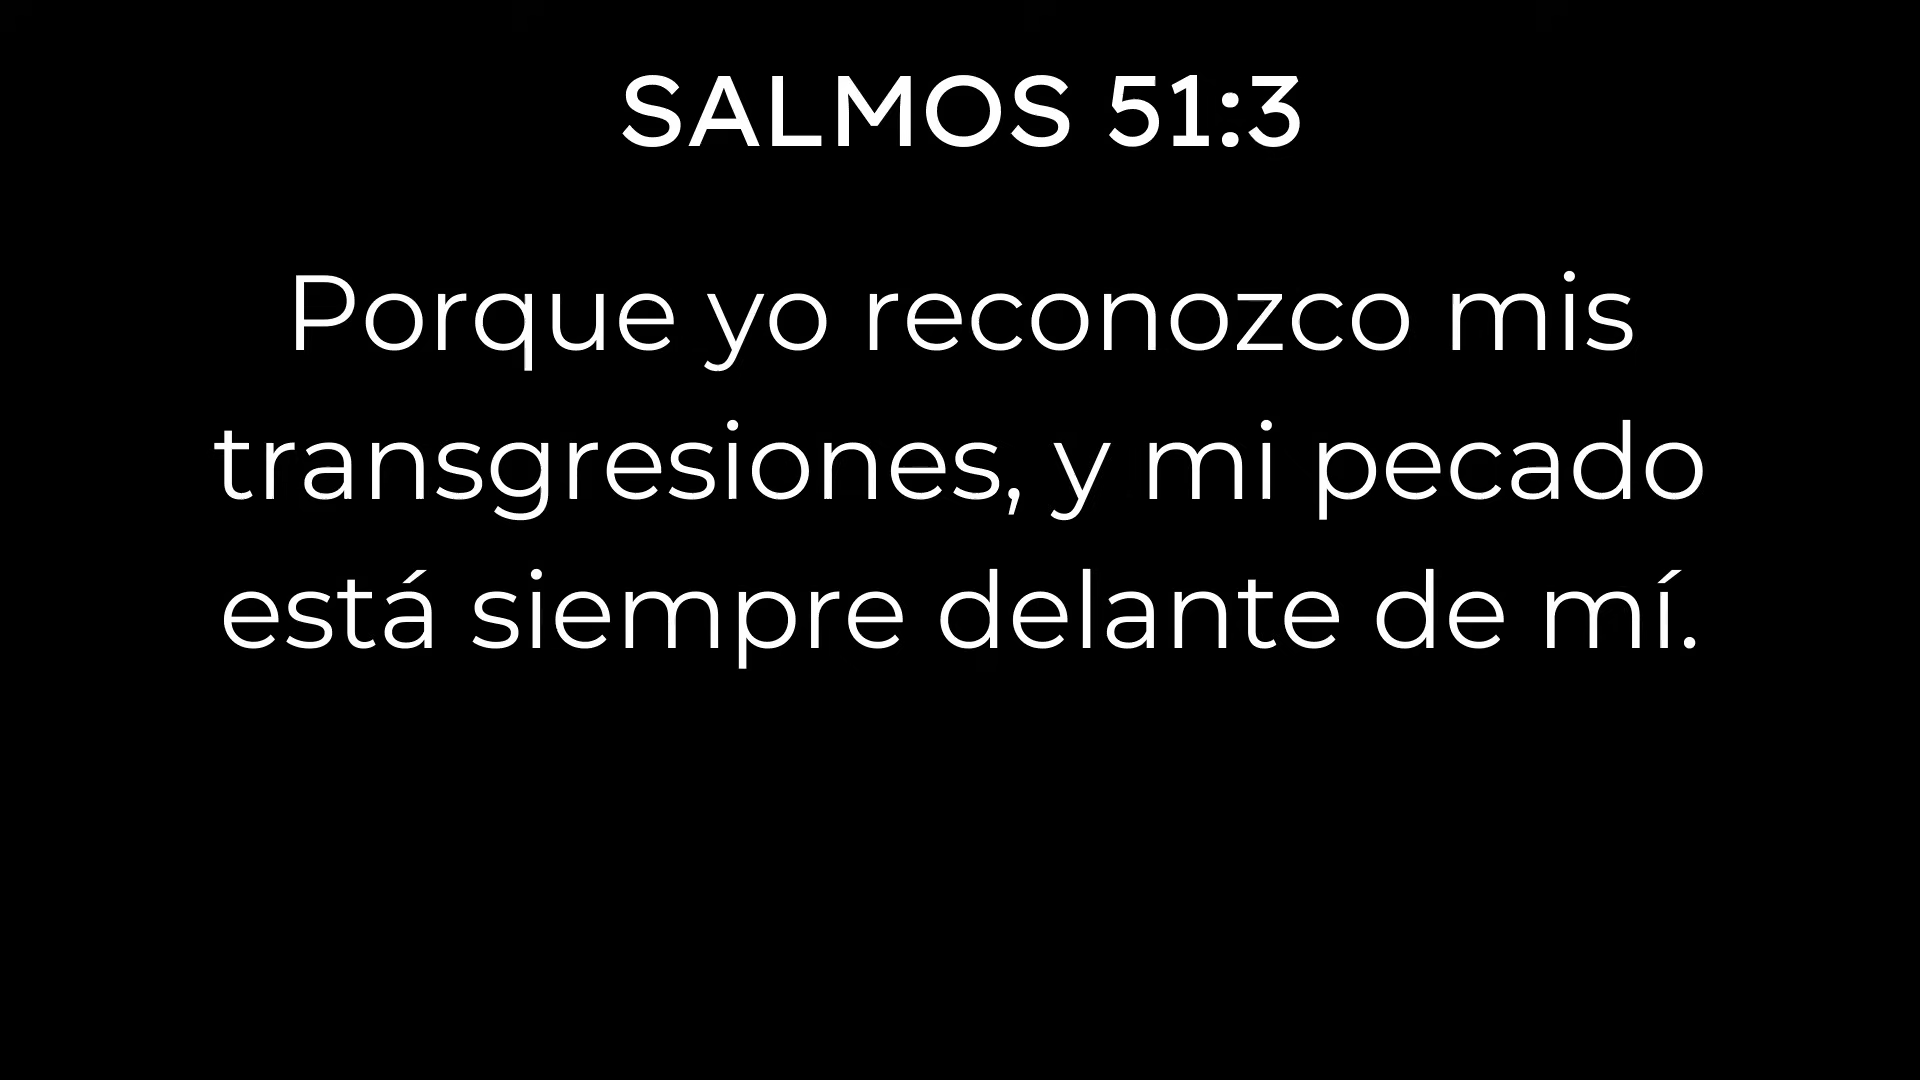 SALMOS 51:3
Porque yo reconozco mis
transgresiones, y mi pecado
está siempre delante de mí.